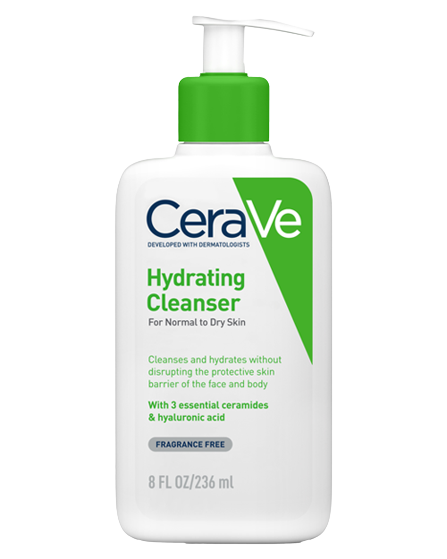 CeraVe
DEVELOPED WITH DERMATOLOGISTS
Hydrating
Cleanser
For Normal to Dry Skin
Cleanses and hydrates without
disrupting the protective skin
barrier of the face and body
With 3 essential ceramides
& hyaluronic acid
FRAGRANCE FREE
8 FL OZ/236 ml